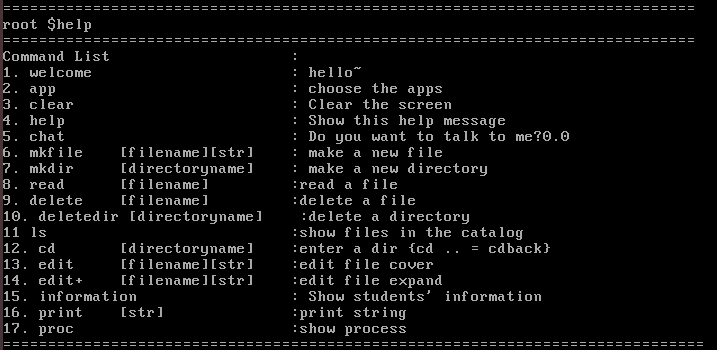 ==============================================================================
root $help
==============================================================================
Command List                     :
1. welcome                       : hello~
2. app                           : choose the apps
3. clear                         : Clear the screen
4. help                          : Show this help message
5. chat                          : Do you want to talk to me?0.0
6. mkfile    [filename][str]     : make a new file
7. mkdir     [directoryname]     : make a new directory
8. read      [filename]          :read a file
9. delete    [filename]          :delete a file
10. deletedir [directoryname]     :delete a directory
11 ls                            :show files in the catalog
12. cd       [directoryname]     :enter a dir {cd .. = cdback}
13. edit     [filename][str]     :edit file cover
14. edit+    [filename][str]     :edit file expand
15. information                  : Show students' information
16. print    [str]               :print string
17. proc                         :show process
===============================================================================